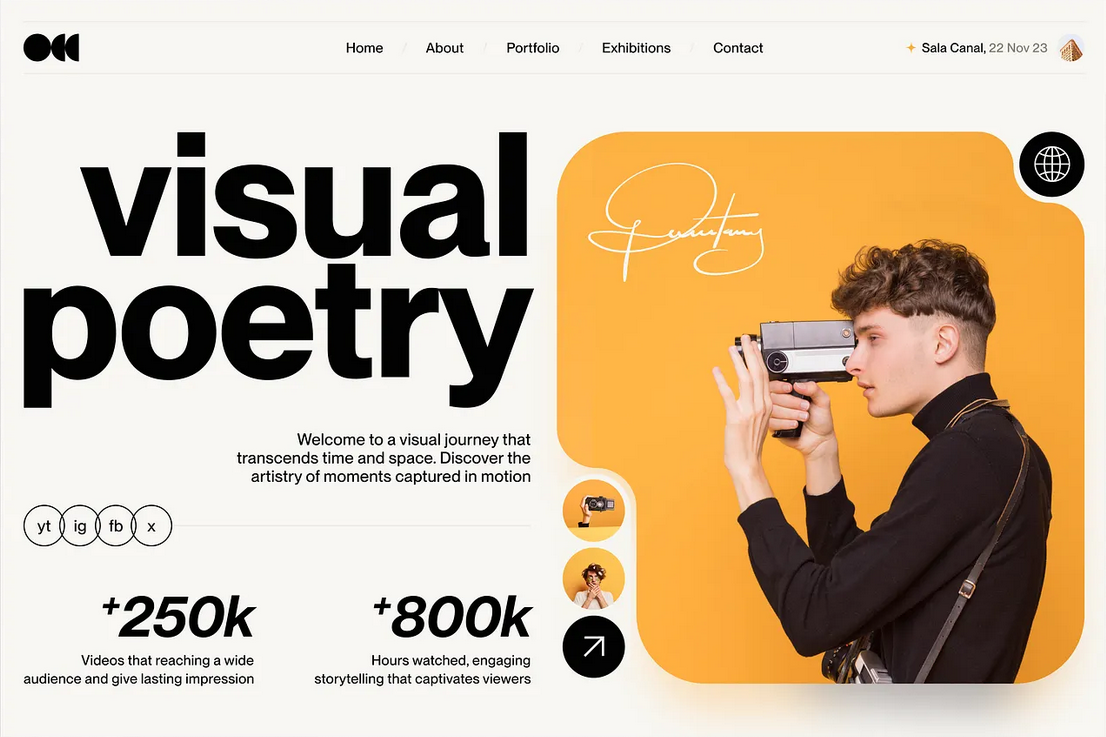 Home / About / Portfolio / Exhibitions / Contact
Sala Canal, 22 Nov 23
visual
poetry
Welcome to a visual journey that
transcends time and space. Discover the
artistry of moments captured in motion
yt ig fb x
+250k
Videos that reaching a wide
audience and give lasting impression
+800k
Hours watched, engaging
storytelling that captivates viewers